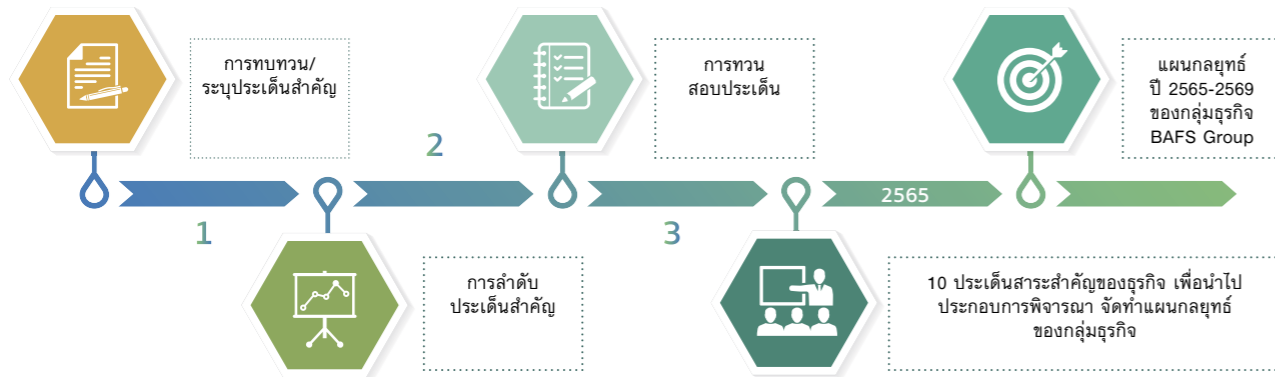 การทบทวน/
ระบุประเด็นสำคัญ
1
การลำดับ
ประเด็นสำคัญ
2
การทวน
สอบประเด็น
3
10 ประเด็นสาระสำคัญของธุรกิจ เพื่อนำไป
ประกอบการพิจารณา จัดทำแผนกลยุทธ์
ของกลุ่มธุรกิจ
2565
แผนกลยุทธ์
ปี 2565-2569
ของกลุ่มธุรกิจ
BAFS Group